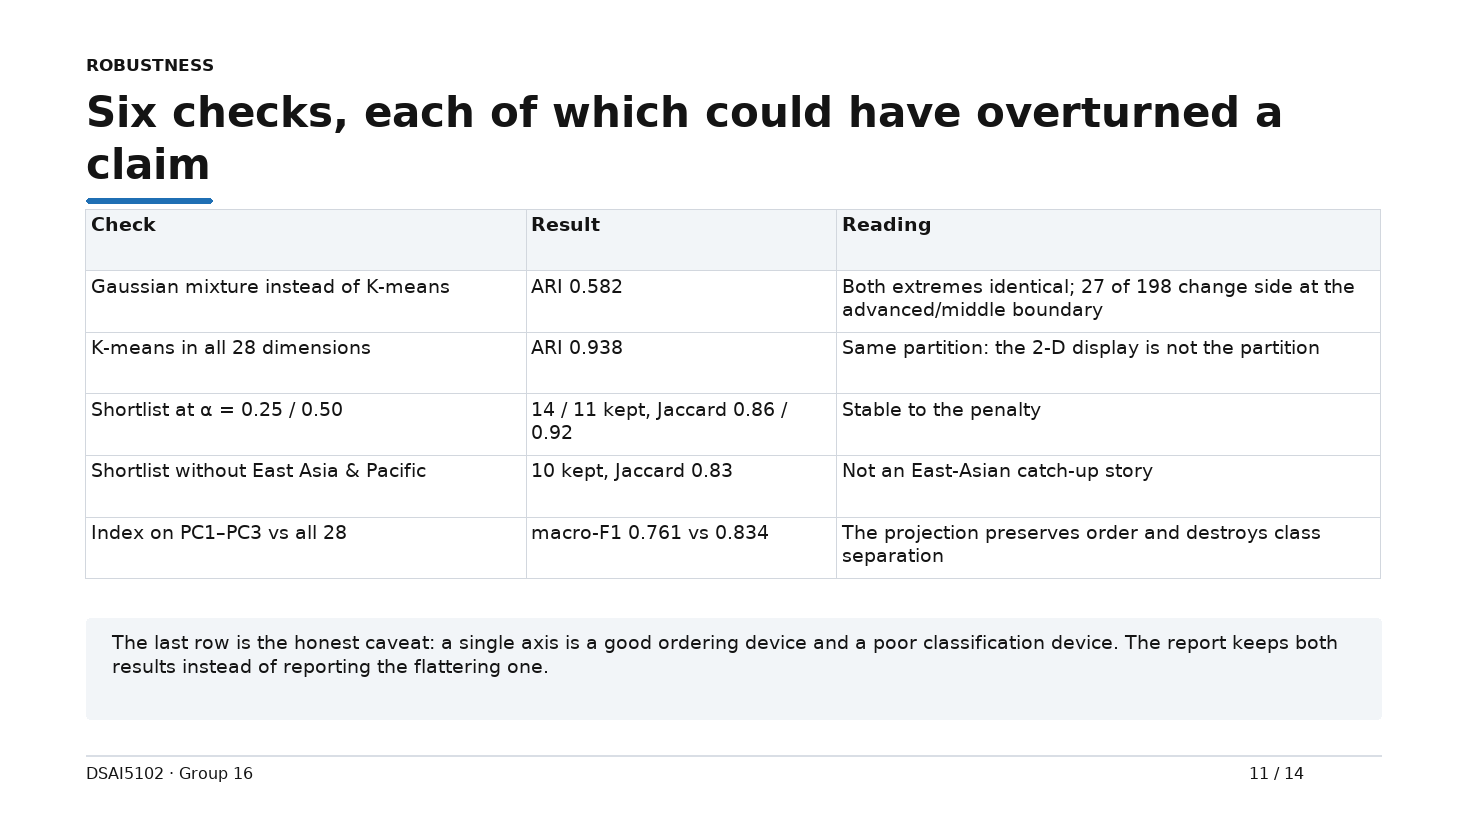 ROBUSTNESS
Six checks, each of which could have overturned a
claim
Check Result Reading
Gaussian mixture instead of K-means ARI 0.582 Both extremes identical; 27 of 198 change side at the
advanced/middle boundary
K-means in all 28 dimensions ARI 0.938 Same partition: the 2-D display is not the partition
Shortlist at α = 0.25 / 0.50 14 / 11 kept, Jaccard 0.86 / Stable to the penalty
0.92
Shortlist without East Asia & Pacific 10 kept, Jaccard 0.83 Not an East-Asian catch-up story
Index on PC1–PC3 vs all 28 macro-F1 0.761 vs 0.834 The projection preserves order and destroys class
separation
The last row is the honest caveat: a single axis is a good ordering device and a poor classification device. The report keeps both
results instead of reporting the flattering one.
DSAI5102 · Group 16 11 / 14